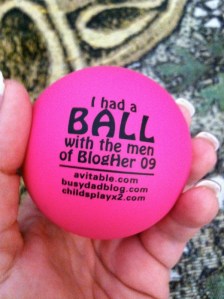 I had a
BALL
with the men
of BlogHer 09
avitable.com
busydadblog.com
childsplayx2.com